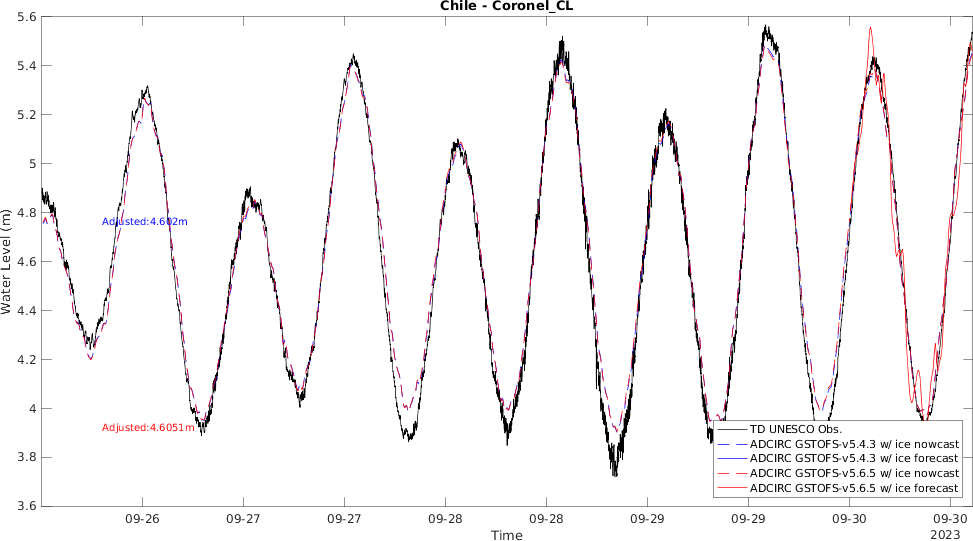 Chile - Coronel_CL
5.6
5.4
5.2
5
4.8
4.6
4.4
4.2
4
3.8
3.6
Water Level (m)
Adjusted:4.602m
Adjusted:4.6051m
TD UNESCO Obs.
ADCIRC GSTOFS-v5.4.3 w/ ice nowcast
ADCIRC GSTOFS-v5.4.3 w/ ice forecast
ADCIRC GSTOFS-v5.6.5 w/ ice nowcast
ADCIRC GSTOFS-v5.6.5 w/ ice forecast
09-26 09-27 09-27 09-28 09-28 09-29 09-29 09-30 09-30
2023
Time